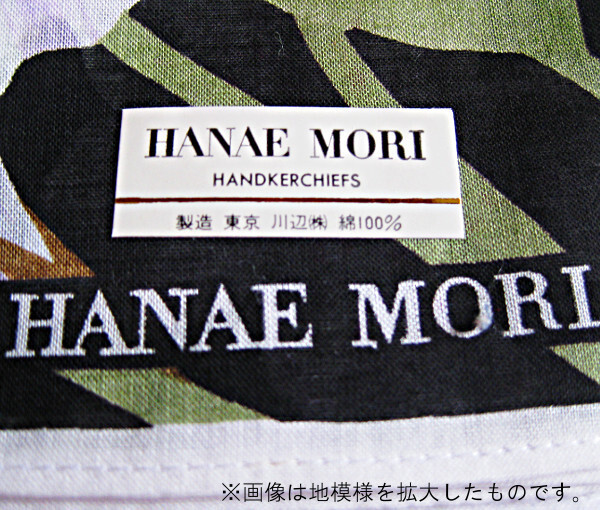 HANAE MORI
HANDKERCHIEFS
製造 東京 川辺㈱ 綿100%
HANAE MORI
※画像は地模様を拡大したものです。